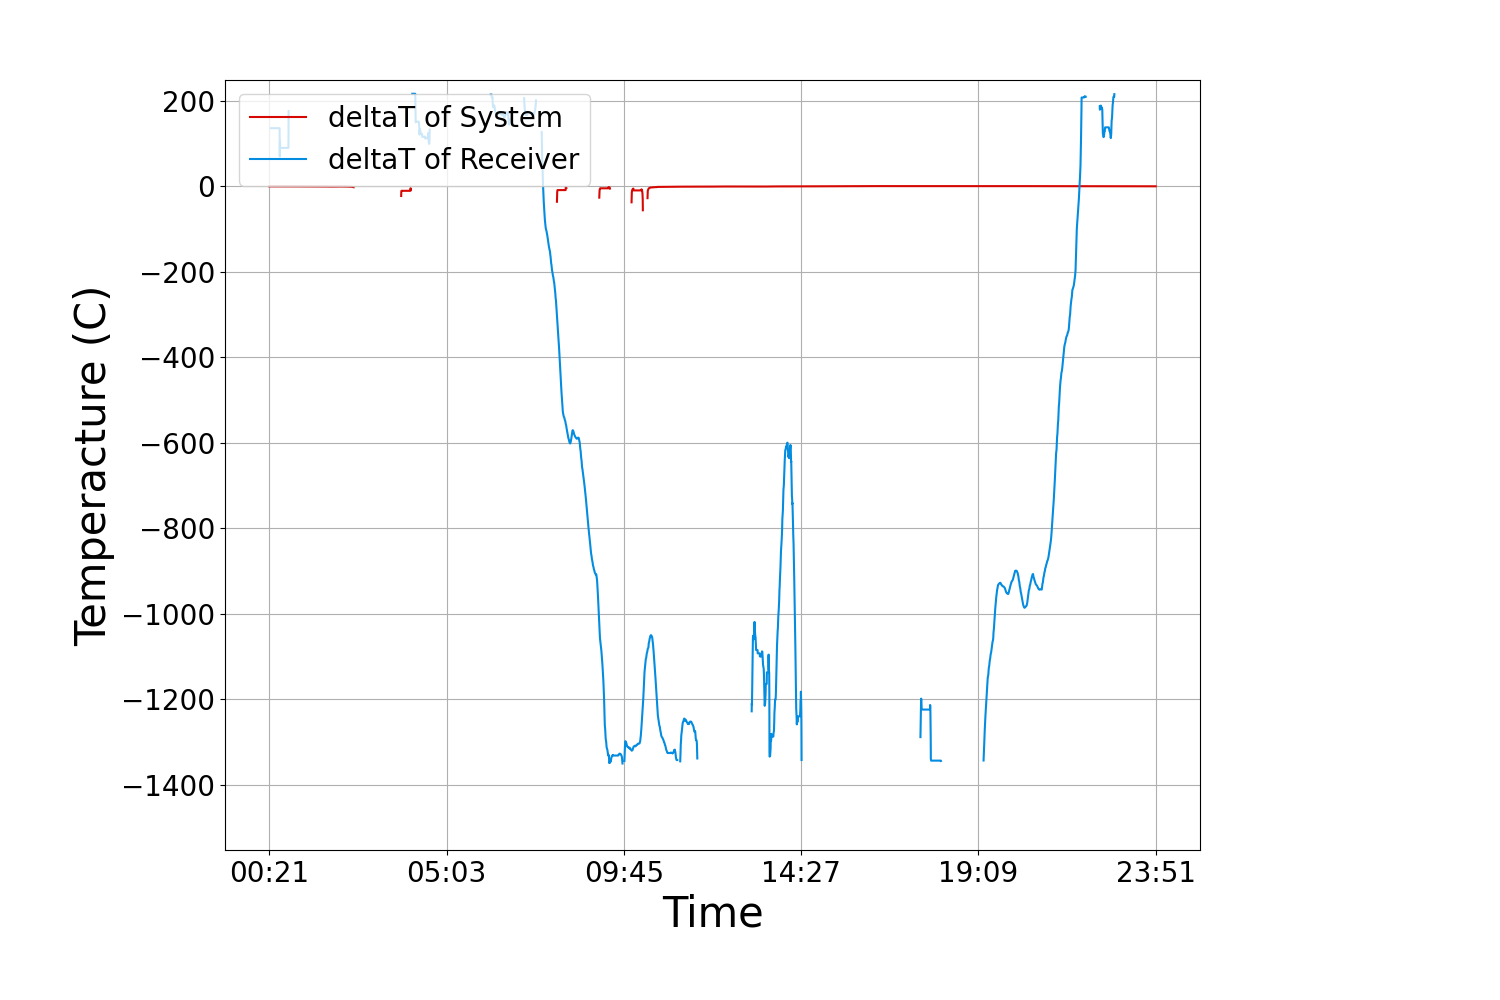 deltaT of System
deltaT of Receiver
200
0
−200
−400
−600
−800
−1000
−1200
−1400
Temperacture (C)
00:21 05:03 09:45 14:27 19:09 23:51
Time